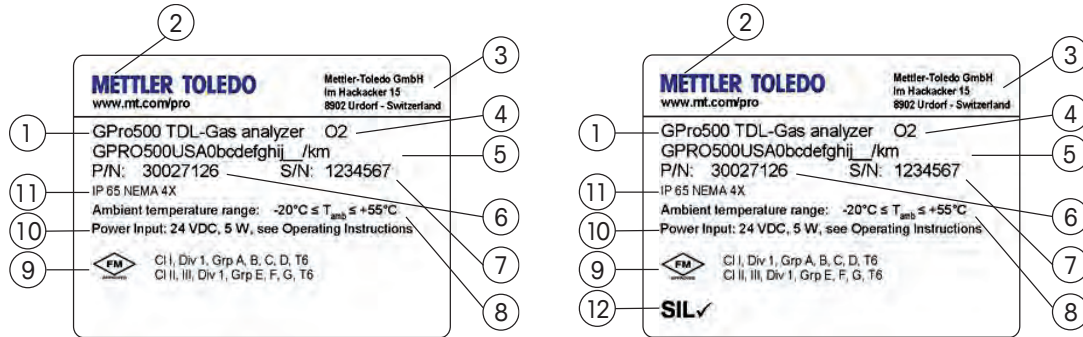 2
METTLER TOLEDO
www.mt.com/pro
Mettler-Toledo GmbH
Im Hackacker 15
8902 Urdorf - Switzerland
3
1
GPro500 TDL-Gas analyzer O2
4
GPRO500USA0bcdefghij__/km
5
P/N: 30027126 S/N: 1234567
11
IP 65 NEMA 4X
6
Ambient temperature range: -20°C ≤ Tamb ≤ +55°C
10
Power Input: 24 VDC, 5 W, see Operating Instructions
7
9
FM
APPROVED
Cl I, Div 1, Grp A, B, C, D, T6
Cl II, III, Div 1, Grp E, F, G, T6
8
2
METTLER TOLEDO
www.mt.com/pro
Mettler-Toledo GmbH
Im Hackacker 15
8902 Urdorf - Switzerland
3
1
GPro500 TDL-Gas analyzer O2
4
GPRO500USA0bcdefghij__/km
5
P/N: 30027126 S/N: 1234567
11
IP 65 NEMA 4X
6
Ambient temperature range: -20°C ≤ Tamb ≤ +55°C
10
Power Input: 24 VDC, 5 W, see Operating Instructions
7
9
FM
APPROVED
Cl I, Div 1, Grp A, B, C, D, T6
Cl II, III, Div 1, Grp E, F, G, T6
8
12
SIL✓